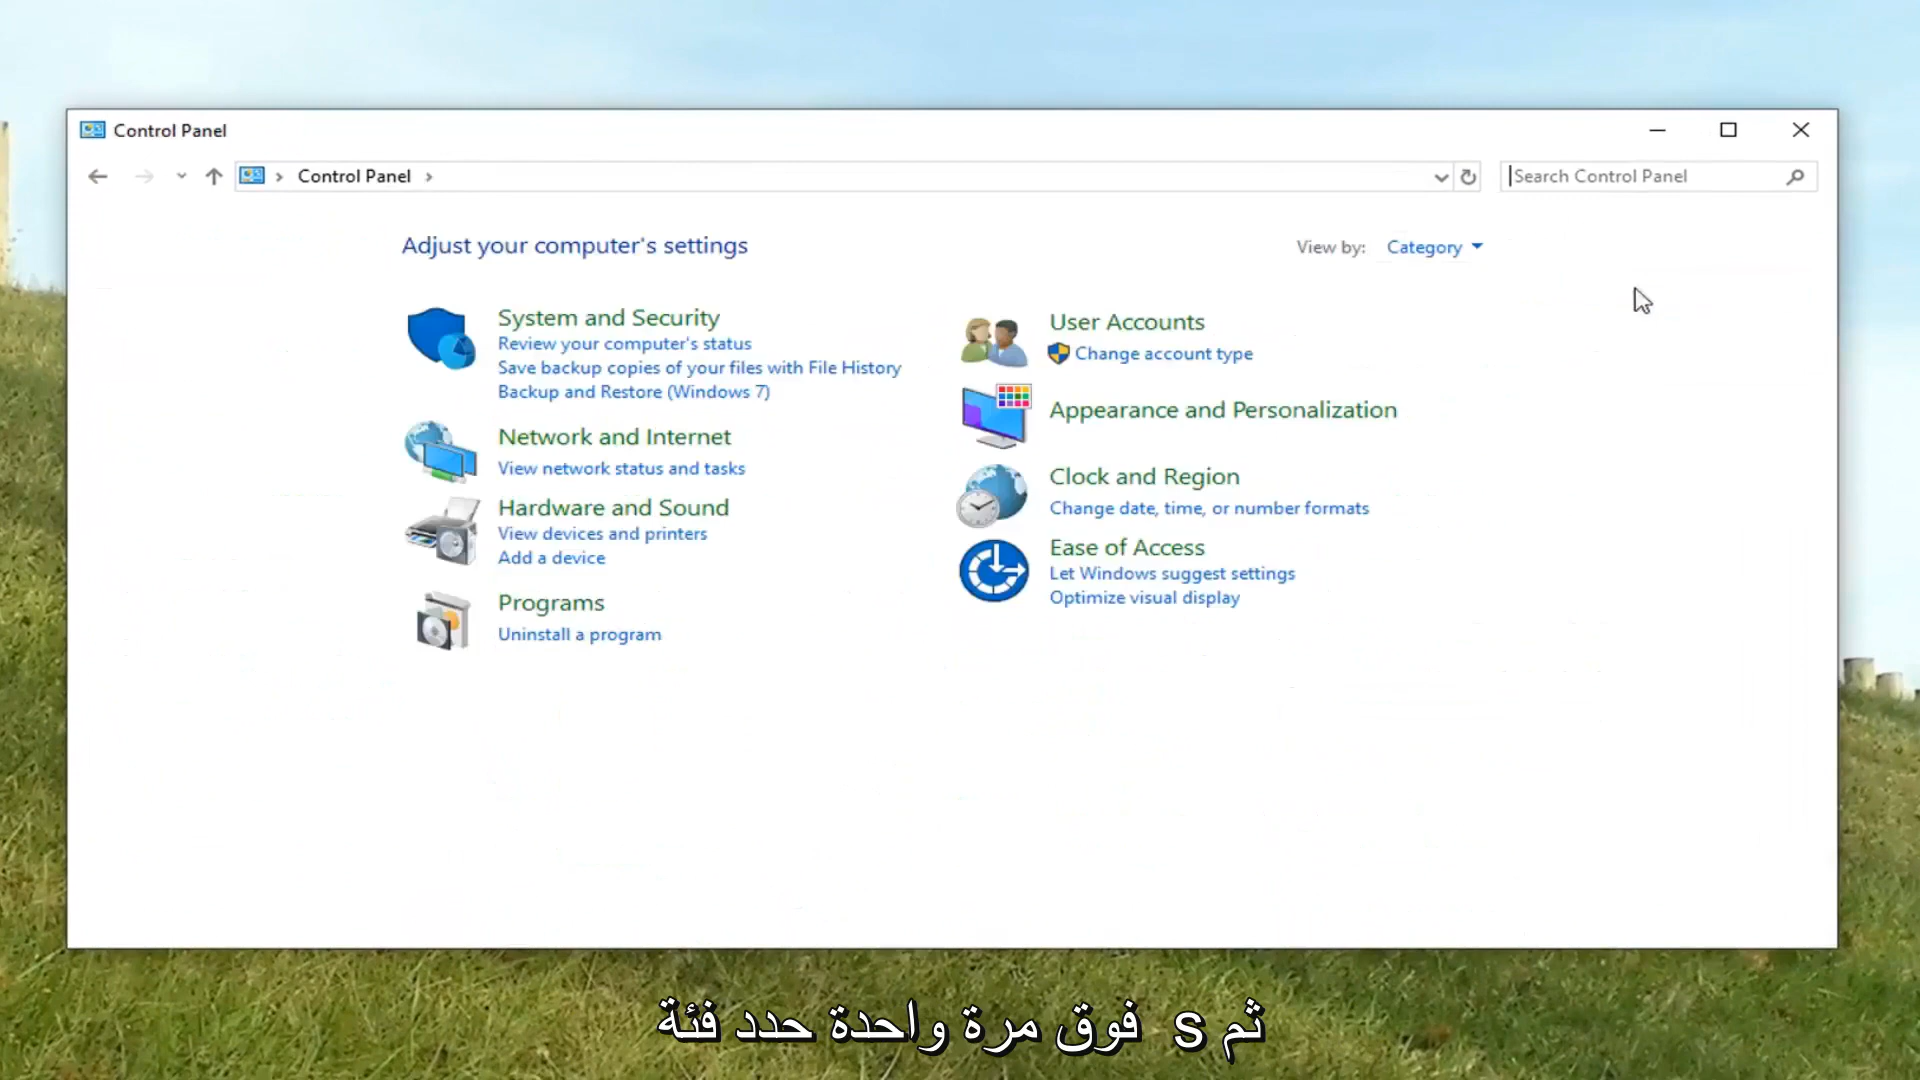 Control Panel
Control Panel
Search Control Panel
Adjust your computer's settings
View by: Category
System and Security
Review your computer's status
Save backup copies of your files with File History
Backup and Restore (Windows 7)
Network and Internet
View network status and tasks
Hardware and Sound
View devices and printers
Add a device
Programs
Uninstall a program
User Accounts
Change account type
Appearance and Personalization
Clock and Region
Change date, time, or number formats
Ease of Access
Let Windows suggest settings
Optimize visual display
ثم s فوق مرة واحدة حدد فئة